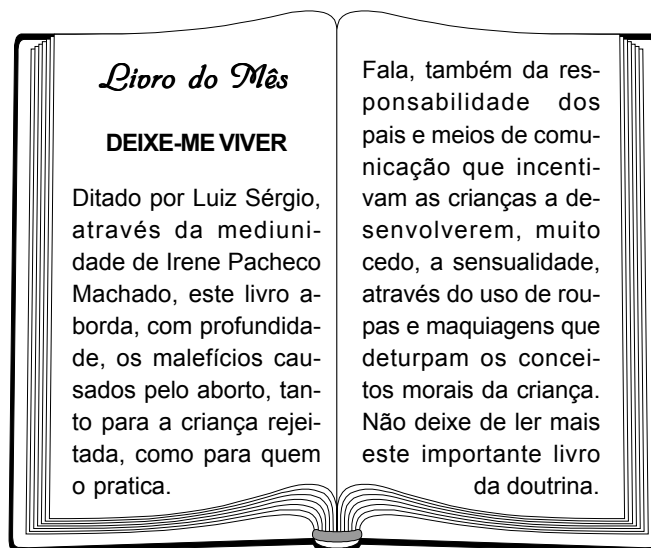 Livro do Mês
DEIXE-ME VIVER
Ditado por Luiz Sérgio,
através da mediuni-
dade de Irene Pacheco
Machado, este livro a-
borda, com profundida-
de, os malefícios cau-
sados pelo aborto, tan-
to para a criança rejei-
tada, como para quem
o pratica.
Fala, também da res-
ponsabilidade dos
pais e meios de comu-
nicação que incenti-
vam as crianças a de-
senvolverem, muito
cedo, a sensualidade,
através do uso de rou-
pas e maquiagens que
deturpam os concei-
tos morais da criança.
Não deixe de ler mais
este importante livro
da doutrina.